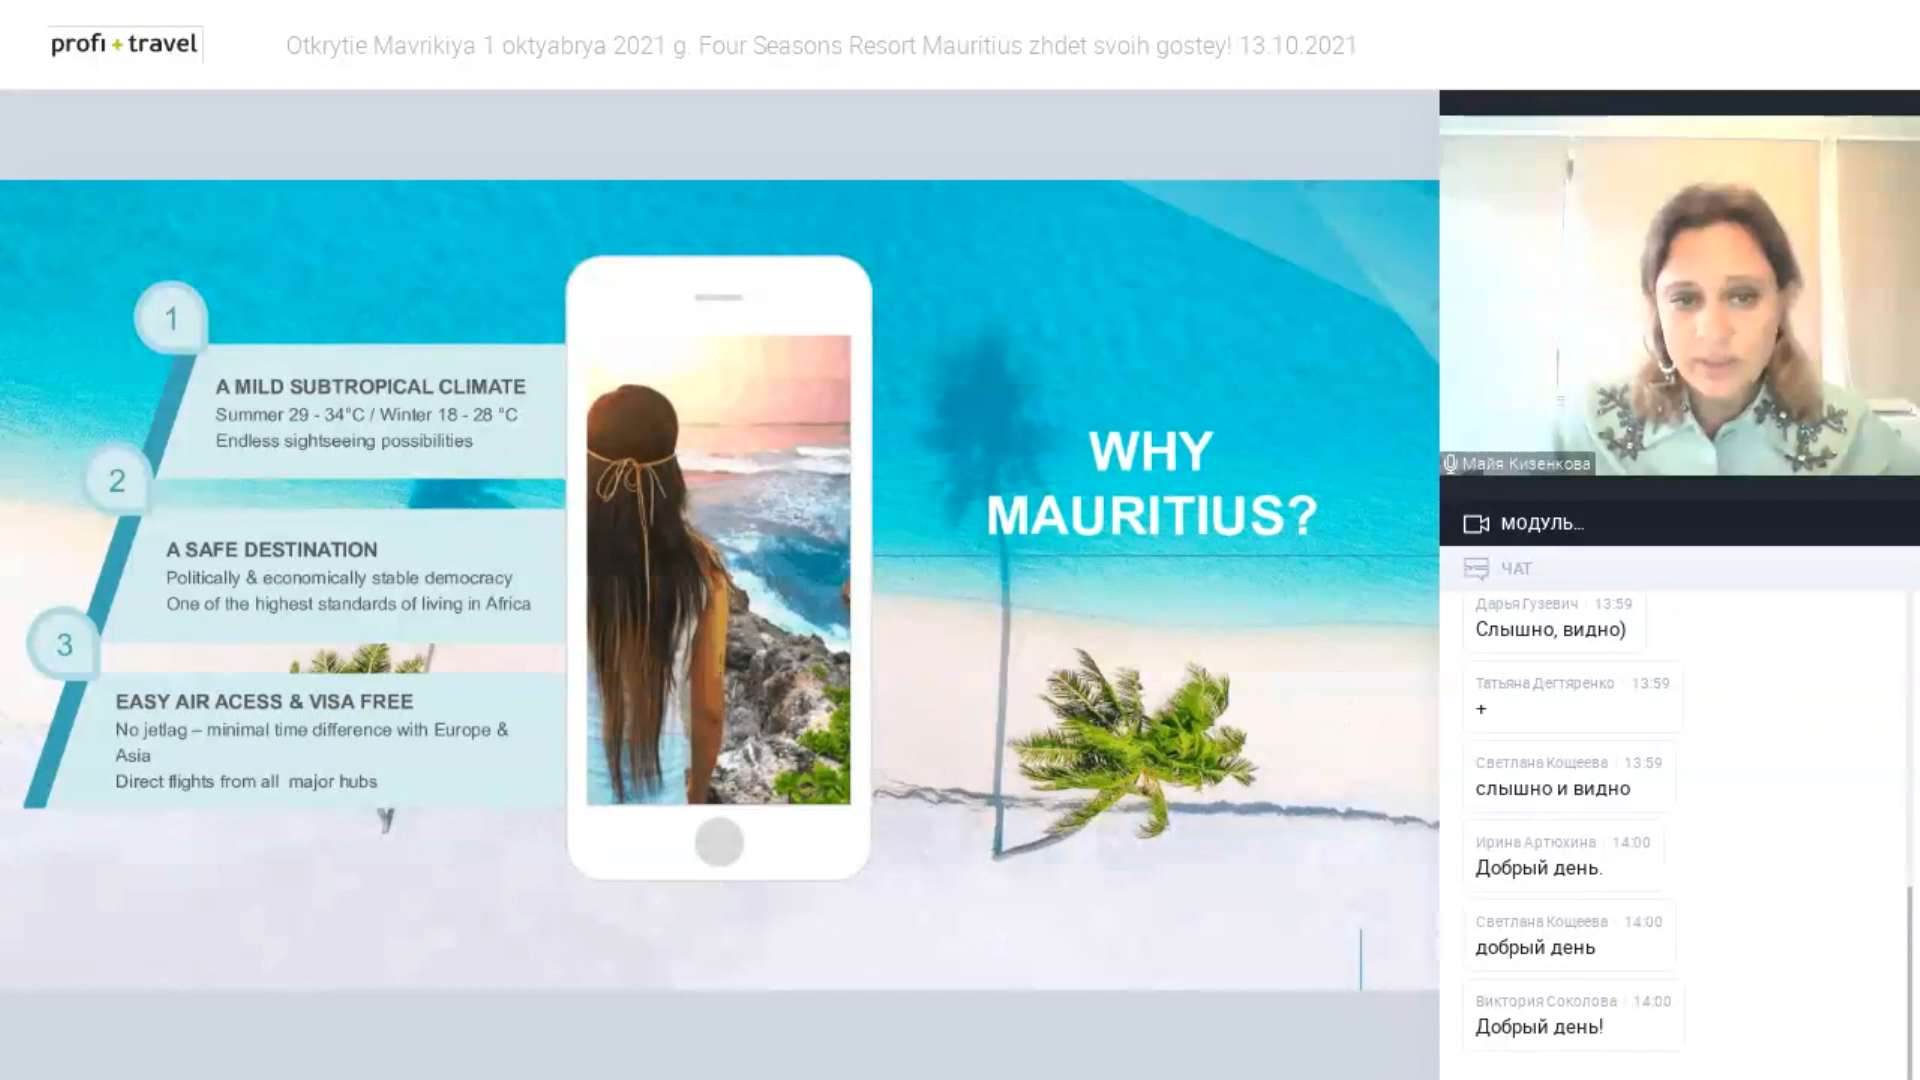 profi + travel
Otkrytie Mavrikiya 1 oktyabrya 2021 g. Four Seasons Resort Mauritius zhdet svoih gostey! 13.10.2021
1
A MILD SUBTROPICAL CLIMATE
Summer 29 - 34°C / Winter 18 - 28 °C
Endless sightseeing possibilities
2
A SAFE DESTINATION
Politically & economically stable democracy
One of the highest standards of living in Africa
3
EASY AIR ACESS & VISA FREE
No jetlag – minimal time difference with Europe &
Asia
Direct flights from all major hubs
y
WHY
MAURITIUS?
Майя Кизенкова
МОДУЛЬ...
ЧАТ
Дарья Гузевич 13:59
Слышно, видно)
Татьяна Дегтяренко 13:59
+
Светлана Кощеева 13:59
слышно и видно
Ирина Артюхина 14:00
Добрый день.
Светлана Кощеева 14:00
добрый день
Виктория Соколова 14:00
Добрый день!